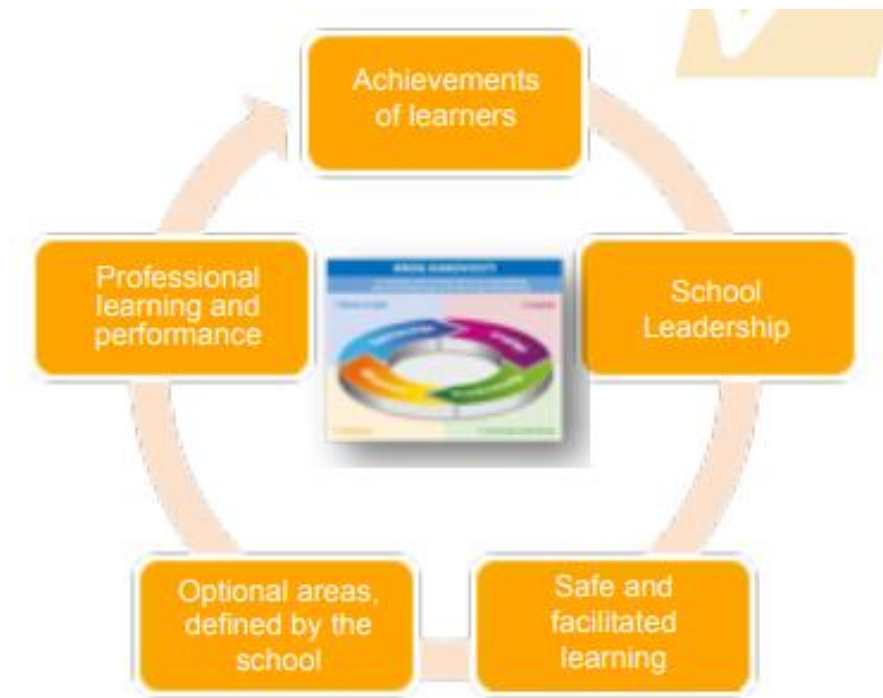 Achievements
of learners
School
Leadership
Safe and
facilitated
learning
Optional areas,
defined by the
school
Professional
learning and
performance